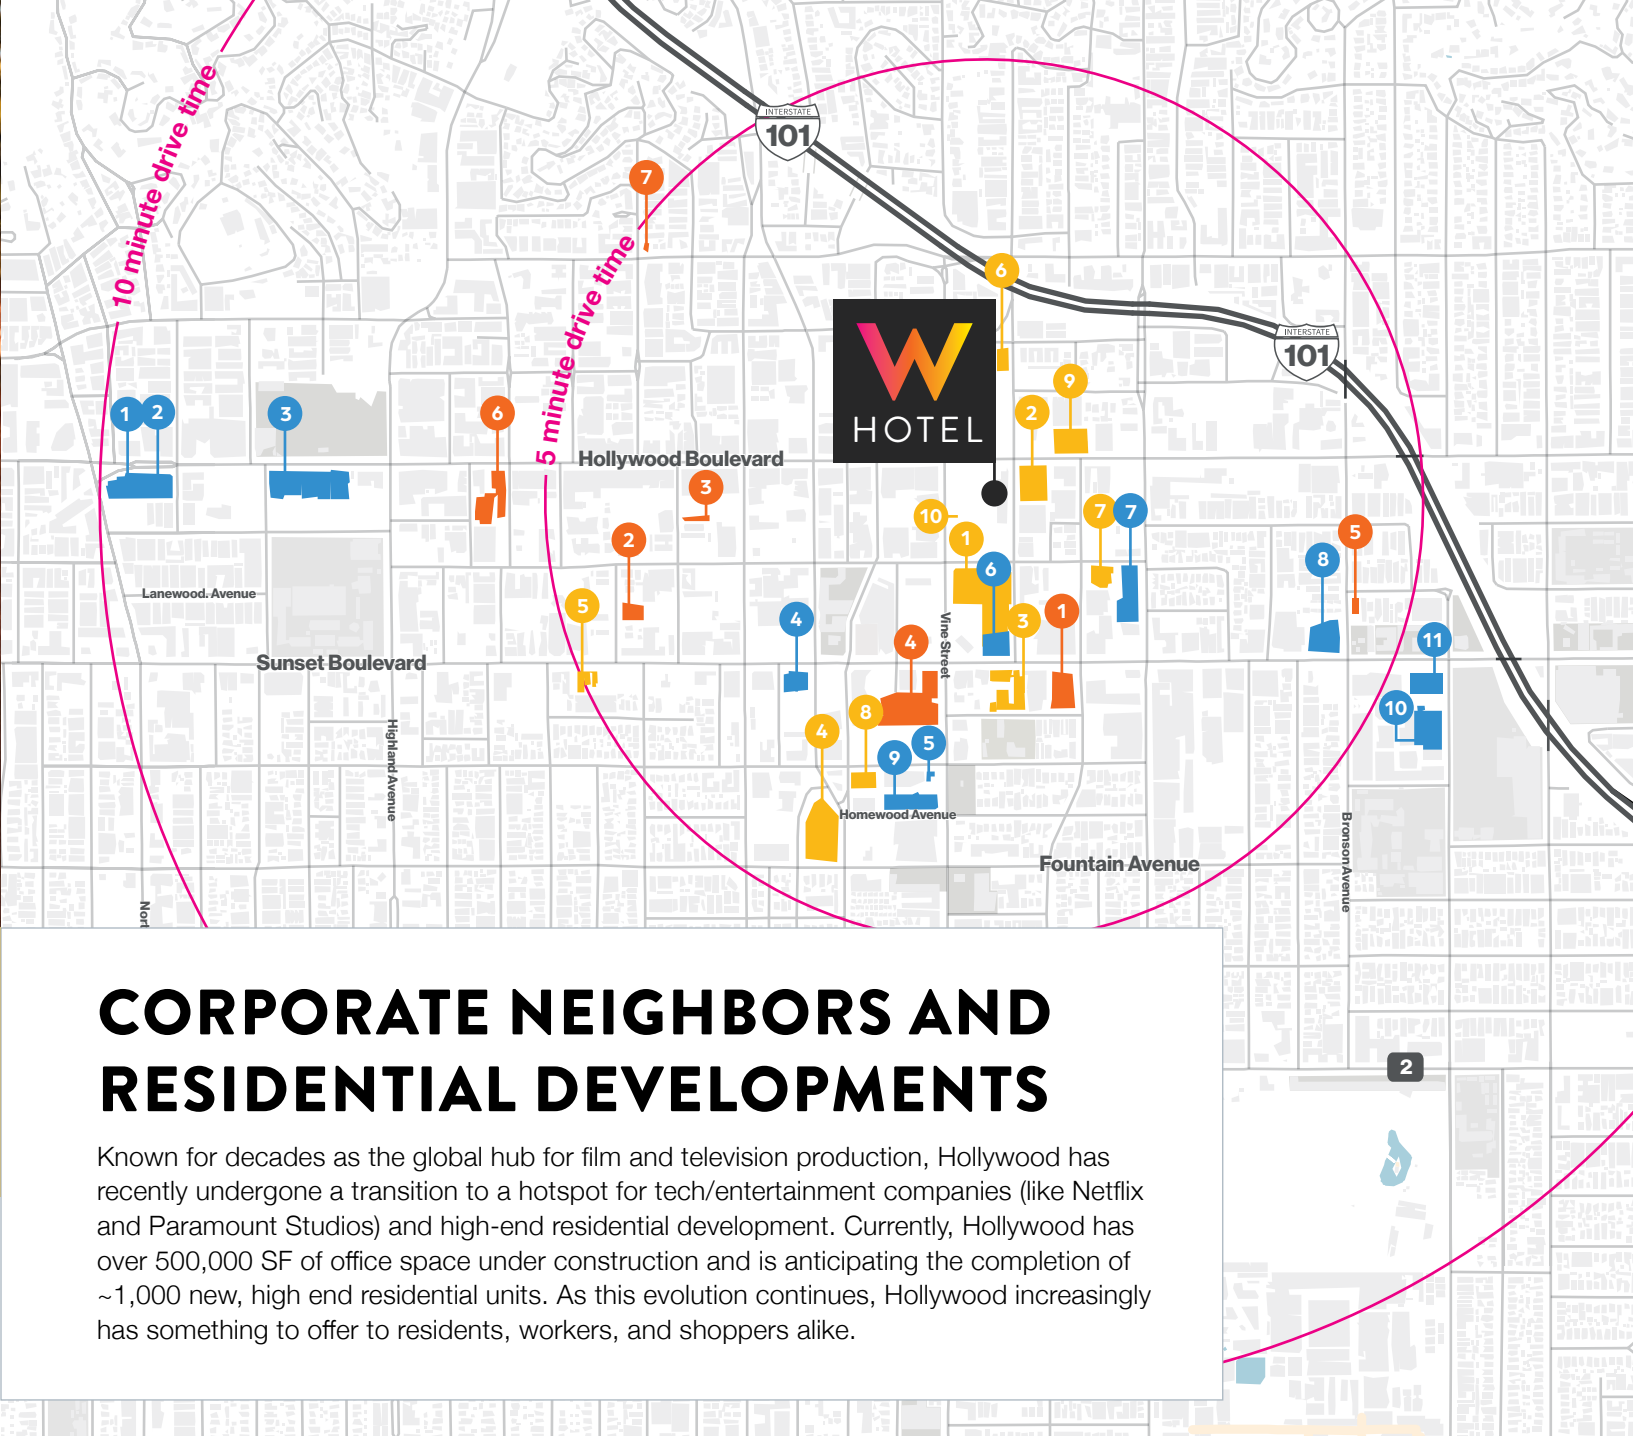 10 minute drive time
INTERSTATE
101
7
5 minute drive time
6
W
HOTEL
INTERSTATE
101
9
1
2
3
6
2
Hollywood Boulevard
3
10
7
7
2
1
5
8
6
Lanewood. Avenue
5
4
3
1
Vine Street
4
11
Sunset Boulevard
8
10
Highland Avenue
4
5
9
Homewood Avenue
Bronson Avenue
Fountain Avenue
Nort
CORPORATE NEIGHBORS AND
RESIDENTIAL DEVELOPMENTS
2
Known for decades as the global hub for film and television production, Hollywood has
recently undergone a transition to a hotspot for tech/entertainment companies (like Netflix
and Paramount Studios) and high-end residential development. Currently, Hollywood has
over 500,000 SF of office space under construction and is anticipating the completion of
~1,000 new, high end residential units. As this evolution continues, Hollywood increasingly
has something to offer to residents, workers, and shoppers alike.